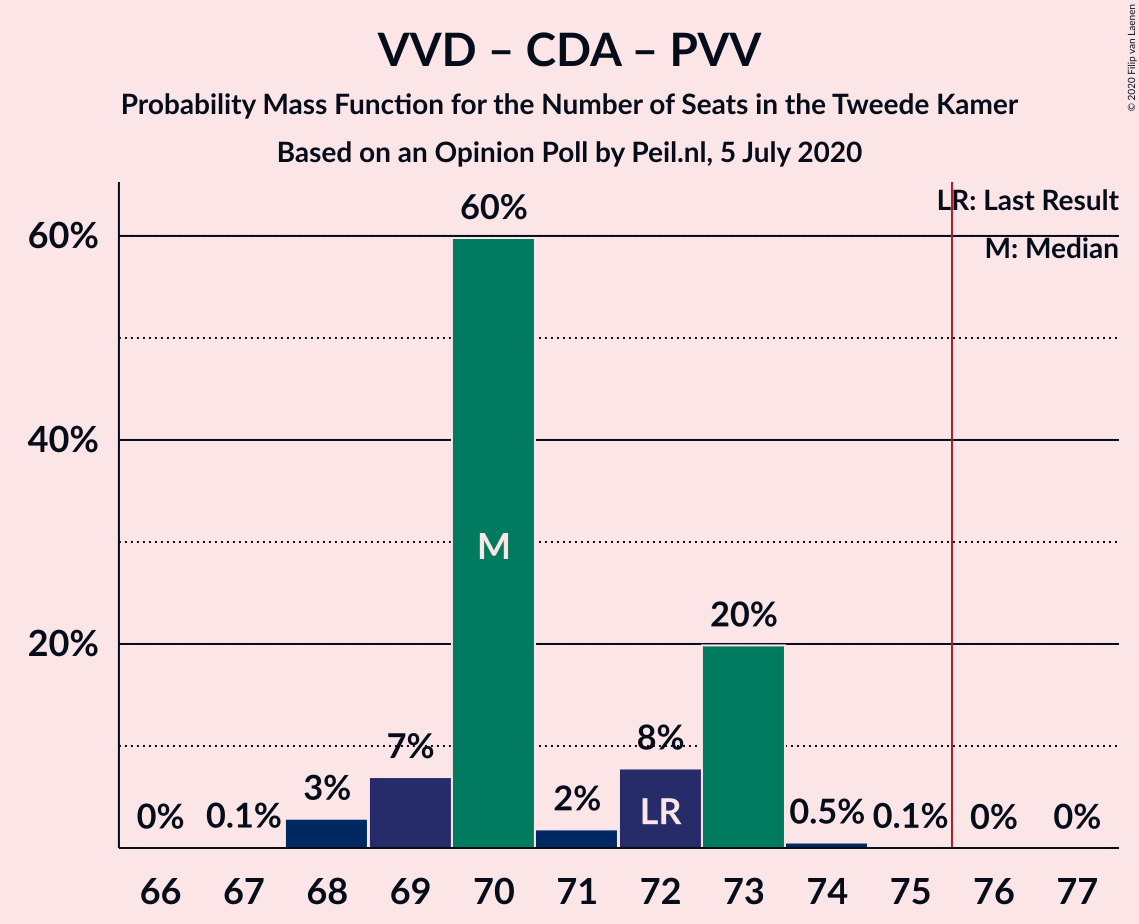 VVD – CDA – PVV
Probability Mass Function for the Number of Seats in the Tweede Kamer
Based on an Opinion Poll by Peil.nl, 5 July 2020
© 2020 Filip van Laenen
LR: Last Result
M: Median
60%
40%
20%
0% 0.1% 3% 7% 60% 2% 8% 20% 0.5% 0.1% 0% 0%
M
LR
66 67 68 69 70 71 72 73 74 75 76 77